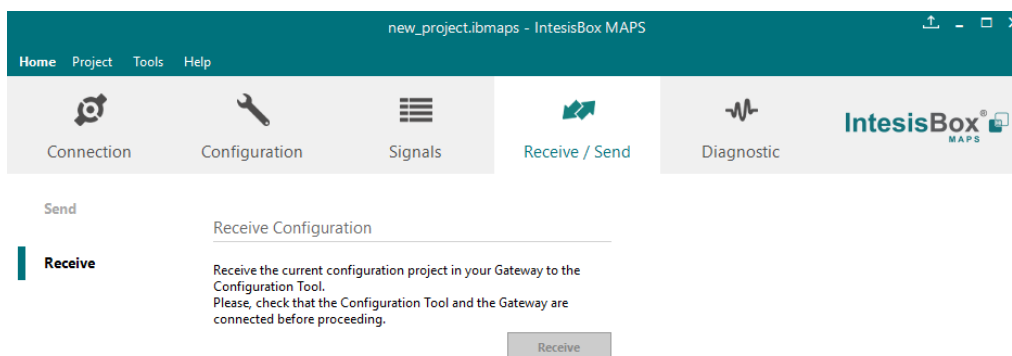 new_project.ibmaps - IntesisBox MAPS
Home Project Tools Help
Connection Configuration Signals Receive / Send Diagnostic
IntesisBox®
MAPS
Send
Receive Configuration
Receive
Receive the current configuration project in your Gateway to the
Configuration Tool.
Please, check that the Configuration Tool and the Gateway are
connected before proceeding.
Receive